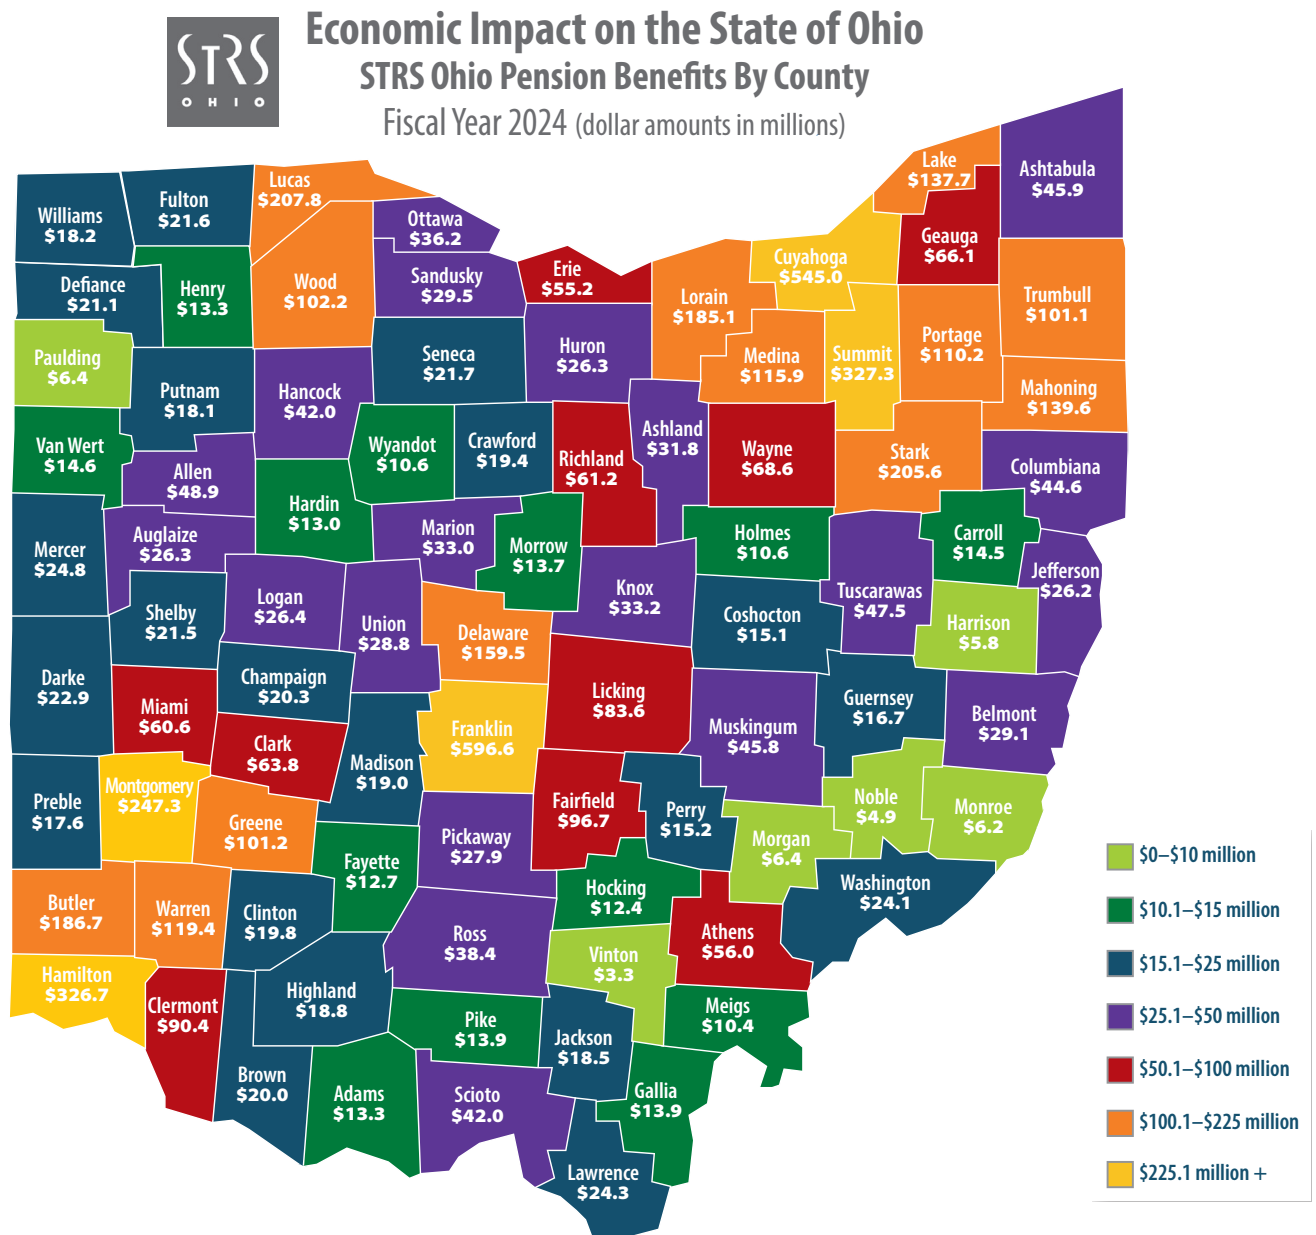 STRS
OHIO
Economic Impact on the State of Ohio
STRS Ohio Pension Benefits By County
Fiscal Year 2024 (dollar amounts in millions)
Williams
$18.2
Fulton
$21.6
Lucas
$207.8
Ottawa
$36.2
Lake
$137.7
Ashtabula
$45.9
Defiance
$21.1
Henry
$13.3
Wood
$102.2
Sandusky
$29.5
Erie
$55.2
Lorain
$185.1
Cuyahoga
$545.0
Geauga
$66.1
Trumbull
$101.1
Paulding
$6.4
Putnam
$18.1
Hancock
$42.0
Seneca
$21.7
Huron
$26.3
Medina
$115.9
Summit
$327.3
Portage
$110.2
Mahoning
$139.6
Van Wert
$14.6
Allen
$48.9
Wyandot
$10.6
Crawford
$19.4
Richland
$61.2
Ashland
$31.8
Wayne
$68.6
Stark
$205.6
Columbiana
$44.6
Mercer
$24.8
Auglaize
$26.3
Hardin
$13.0
Marion
$33.0
Morrow
$13.7
Holmes
$10.6
Carroll
$14.5
Jefferson
$26.2
Shelby
$21.5
Logan
$26.4
Union
$28.8
Delaware
$159.5
Knox
$33.2
Coshocton
$15.1
Tuscarawas
$47.5
Harrison
$5.8
Darke
$22.9
Miami
$60.6
Champaign
$20.3
Clark
$63.8
Madison
$19.0
Franklin
$596.6
Licking
$83.6
Muskingum
$45.8
Guernsey
$16.7
Belmont
$29.1
Preble
$17.6
Montgomery
$247.3
Greene
$101.2
Fayette
$12.7
Pickaway
$27.9
Fairfield
$96.7
Perry
$15.2
Morgan
$6.4
Noble
$4.9
Monroe
$6.2
Butler
$186.7
Warren
$119.4
Clinton
$19.8
Ross
$38.4
Hocking
$12.4
Athens
$56.0
Washington
$24.1
Hamilton
$326.7
Clermont
$90.4
Highland
$18.8
Vinton
$3.3
Brown
$20.0
Adams
$13.3
Pike
$13.9
Jackson
$18.5
Meigs
$10.4
Scioto
$42.0
Gallia
$13.9
Lawrence
$24.3
$0–$10 million
$10.1–$15 million
$15.1–$25 million
$25.1–$50 million
$50.1–$100 million
$100.1–$225 million
$225.1 million +